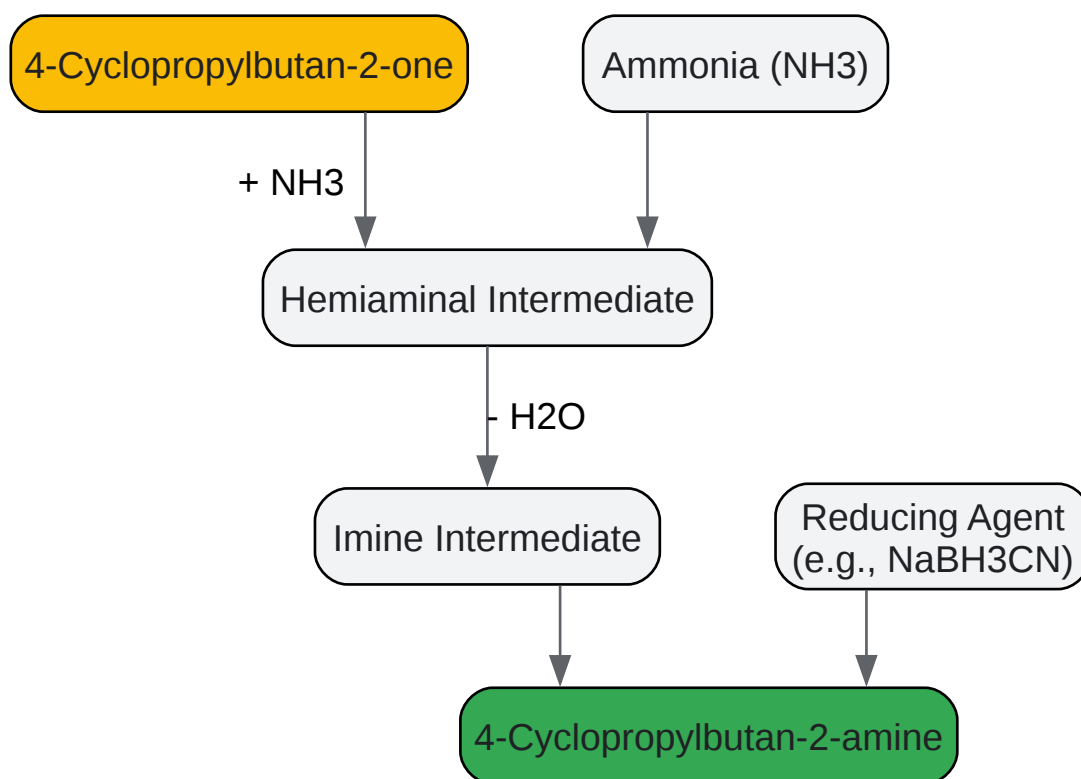 4-Cyclopropylbutan-2-one
Ammonia (NH3)
+ NH3
Hemiaminal Intermediate
- H2O
Imine Intermediate
Reducing Agent
(e.g., NaBH3CN)
4-Cyclopropylbutan-2-amine